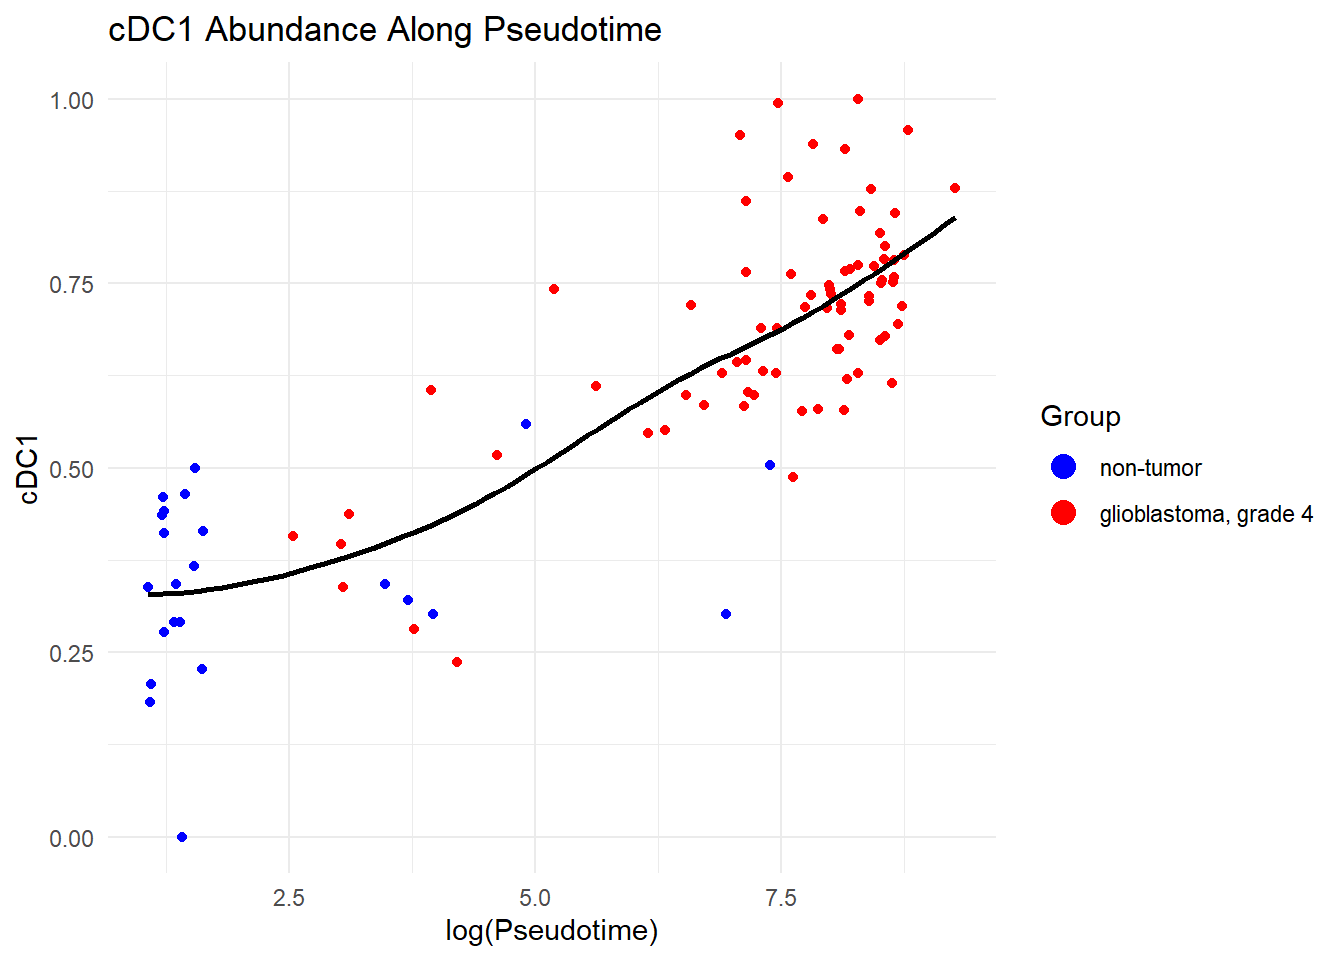 cDC1 Abundance Along Pseudotime
1.00
0.75
0.50
0.25
0.00
cDC1
2.5 5.0 7.5
log(Pseudotime)
Group
non-tumor
glioblastoma, grade 4